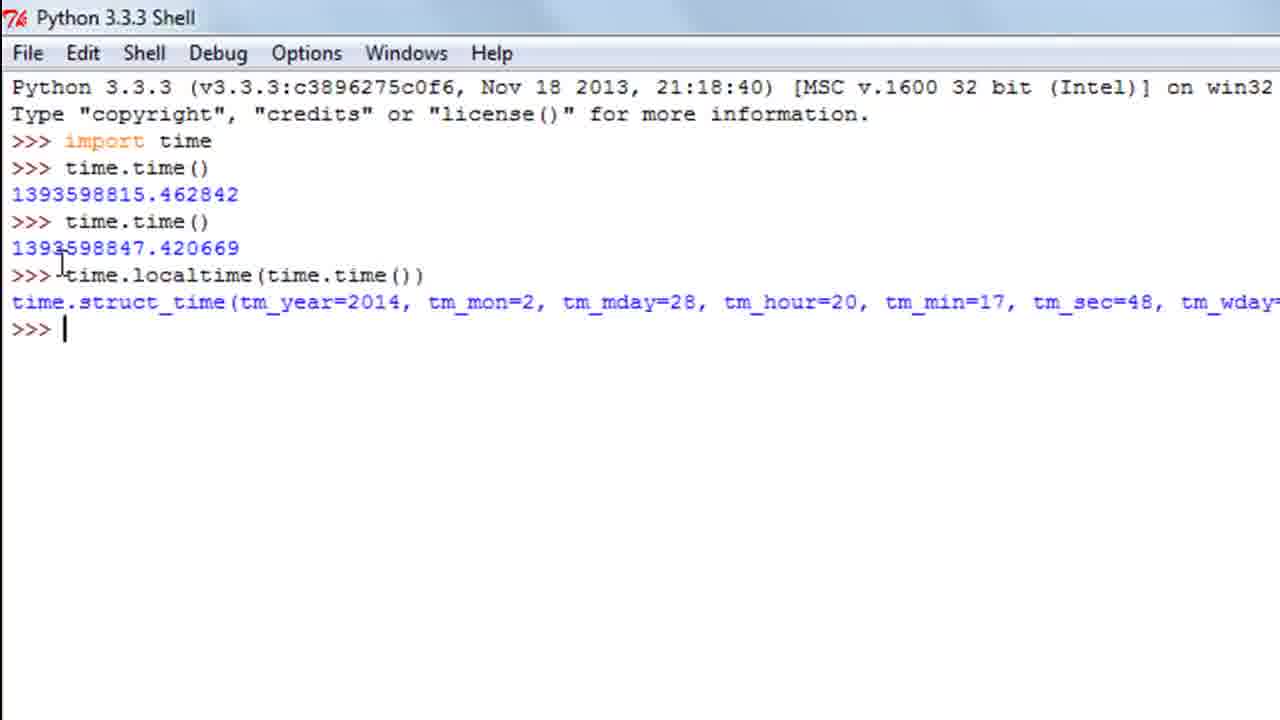 Python 3.3.3 Shell
File Edit Shell Debug Options Windows Help
Python 3.3.3 (v3.3.3:c3896275c0f6, Nov 18 2013, 21:18:40) [MSC v.1600 32 bit (Intel)] on win32
Type "copyright", "credits" or "license()" for more information.
>>> import time
>>> time.time()
1393598815.462842
>>> time.time()
1393598847.420669
>>> time.localtime(time.time())
time.struct_time(tm_year=2014, tm_mon=2, tm_mday=28, tm_hour=20, tm_min=17, tm_sec=48, tm_wday=
>>>